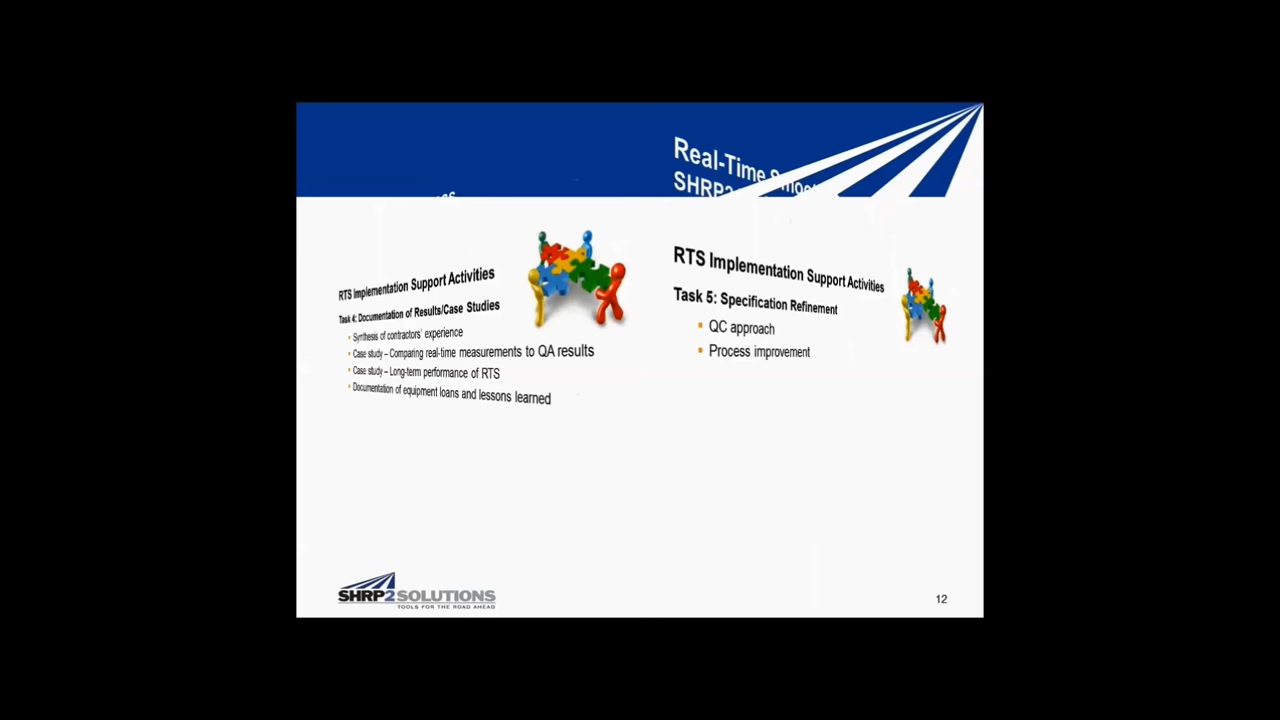 Real-Time
SHRP2
RTS Implementation Support Activities
Task 4: Documentation of Results/Case Studies
▪ Synthesis of contractors' experience
▪ Case study – Comparing real-time measurements to QA results
▪ Case study – Long-term performance of RTS
▪ Documentation of equipment loans and lessons learned
RTS Implementation Support Activities
Task 5: Specification Refinement
▪ QC approach
▪ Process improvement
SHRP2SOLUTIONS
TOOLS FOR THE ROAD AHEAD
12